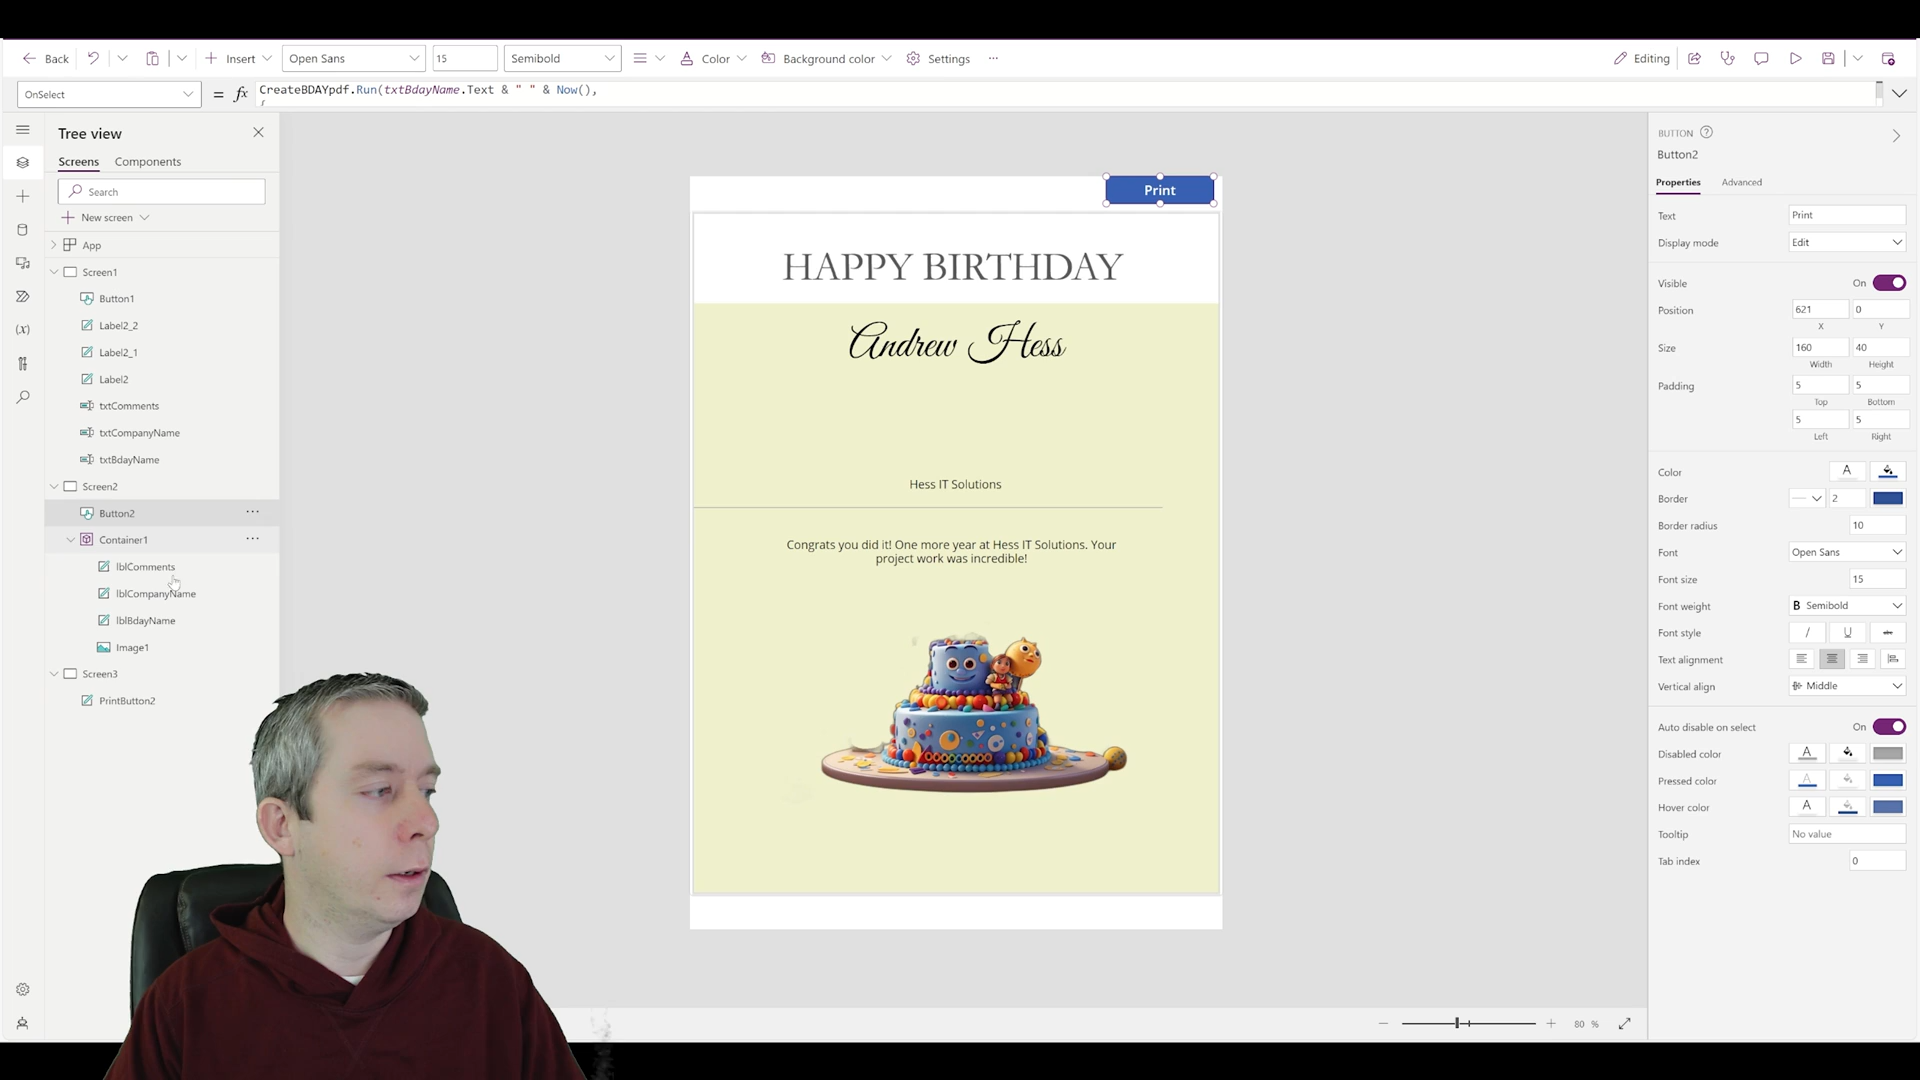 Back
Insert
Open Sans
15
Semibold
Color
Background color
Settings
Editing
OnSelect
= fx CreateBDAYpdf.Run(txtBdayName.Text & " " & Now(),
{
Tree view
Screens Components
Search
New screen
App
Screen1
Button1
Label2_2
Label2_1
Label2
txtComments
txtCompanyName
txtBdayName
Screen2
Button2
Container1
lblComments
lblCompanyName
lblBdayName
Image1
Screen3
PrintButton2
Print
HAPPY BIRTHDAY
Andrew Hess
Hess IT Solutions
Congrats you did it! One more year at Hess IT Solutions. Your
project work was incredible!
80 %
BUTTON
Button2
Properties Advanced
Text Print
Display mode Edit
Visible On
Position 621 0
X Y
Size 160 40
Width Height
Padding 5 5
Top Bottom
5 5
Left Right
Color A
Border 2
Border radius 10
Font Open Sans
Font size 15
Font weight B Semibold
Font style / U abc
Text alignment
Vertical align Middle
Auto disable on select On
Disabled color A
Pressed color A
Hover color A
Tooltip No value
Tab index 0